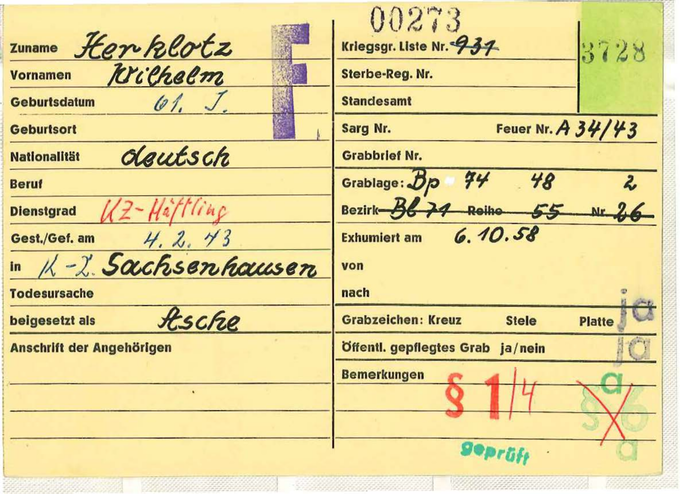 00273
Zuname Herklotz
Vornamen Wilhelm
Geburtsdatum 61. J.
Geburtsort
Nationalität deutsch
Beruf
Dienstgrad KZ-Häftling
Gest./Gef. am 4. 2. 43
in K-Z. Sachsenhausen
Todesursache
beigesetzt als Asche
Anschrift der Angehörigen
F
Kriegsgr. Liste Nr. 931
3728
Sterbe-Reg. Nr.
Standesamt
Sarg Nr. Feuer Nr. A 34/43
Grabbrief Nr.
Grablage: Bp 74 48 2
Bezirk Bl 71 Reihe 55 Nr. 26
Exhumiert am 6. 10. 58
von
nach
ja
Grabzeichen: Kreuz Stele Platte
Öffentl. gepflegtes Grab ja/nein ja
Bemerkungen
§ 1/4
a
§ 6
a
geprüft